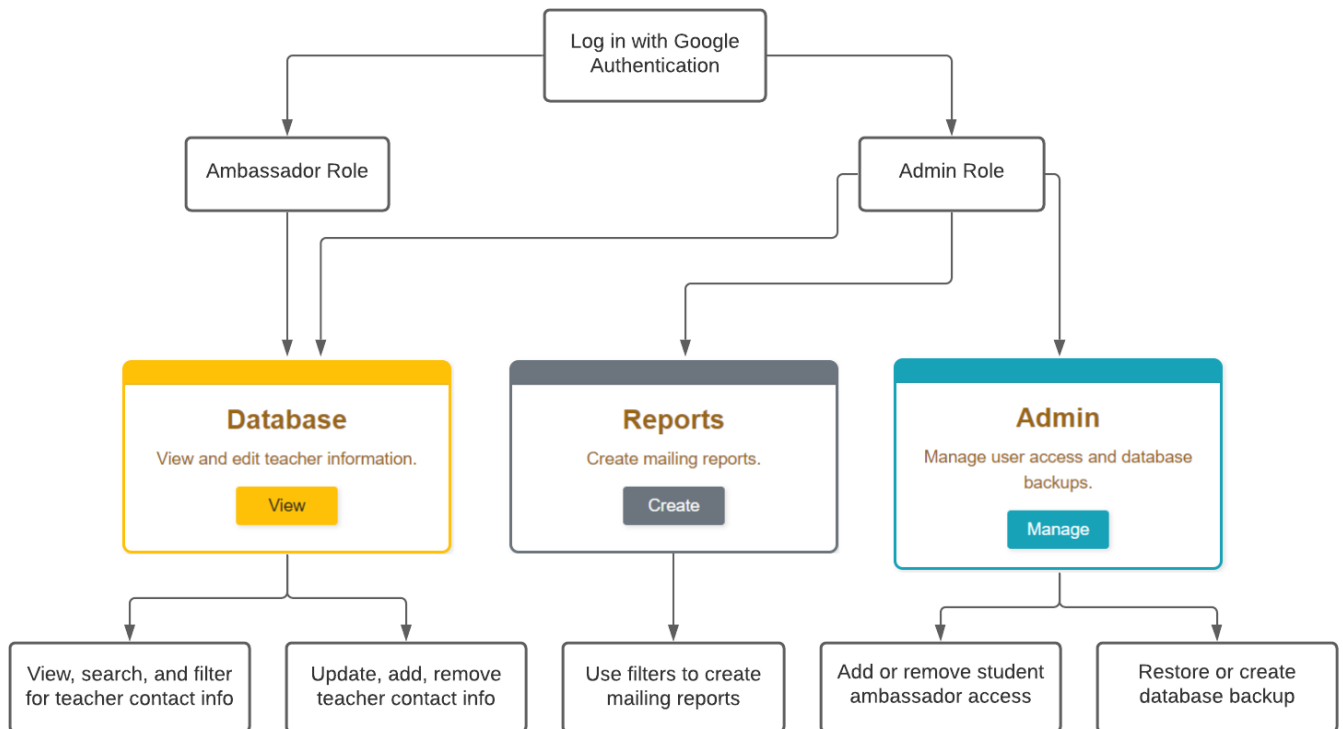 Log in with Google
Authentication
Ambassador Role
Admin Role
Database
View and edit teacher information.
View
Reports
Create mailing reports.
Create
Admin
Manage user access and database
backups.
Manage
View, search, and filter
for teacher contact info
Update, add, remove
teacher contact info
Use filters to create
mailing reports
Add or remove student
ambassador access
Restore or create
database backup